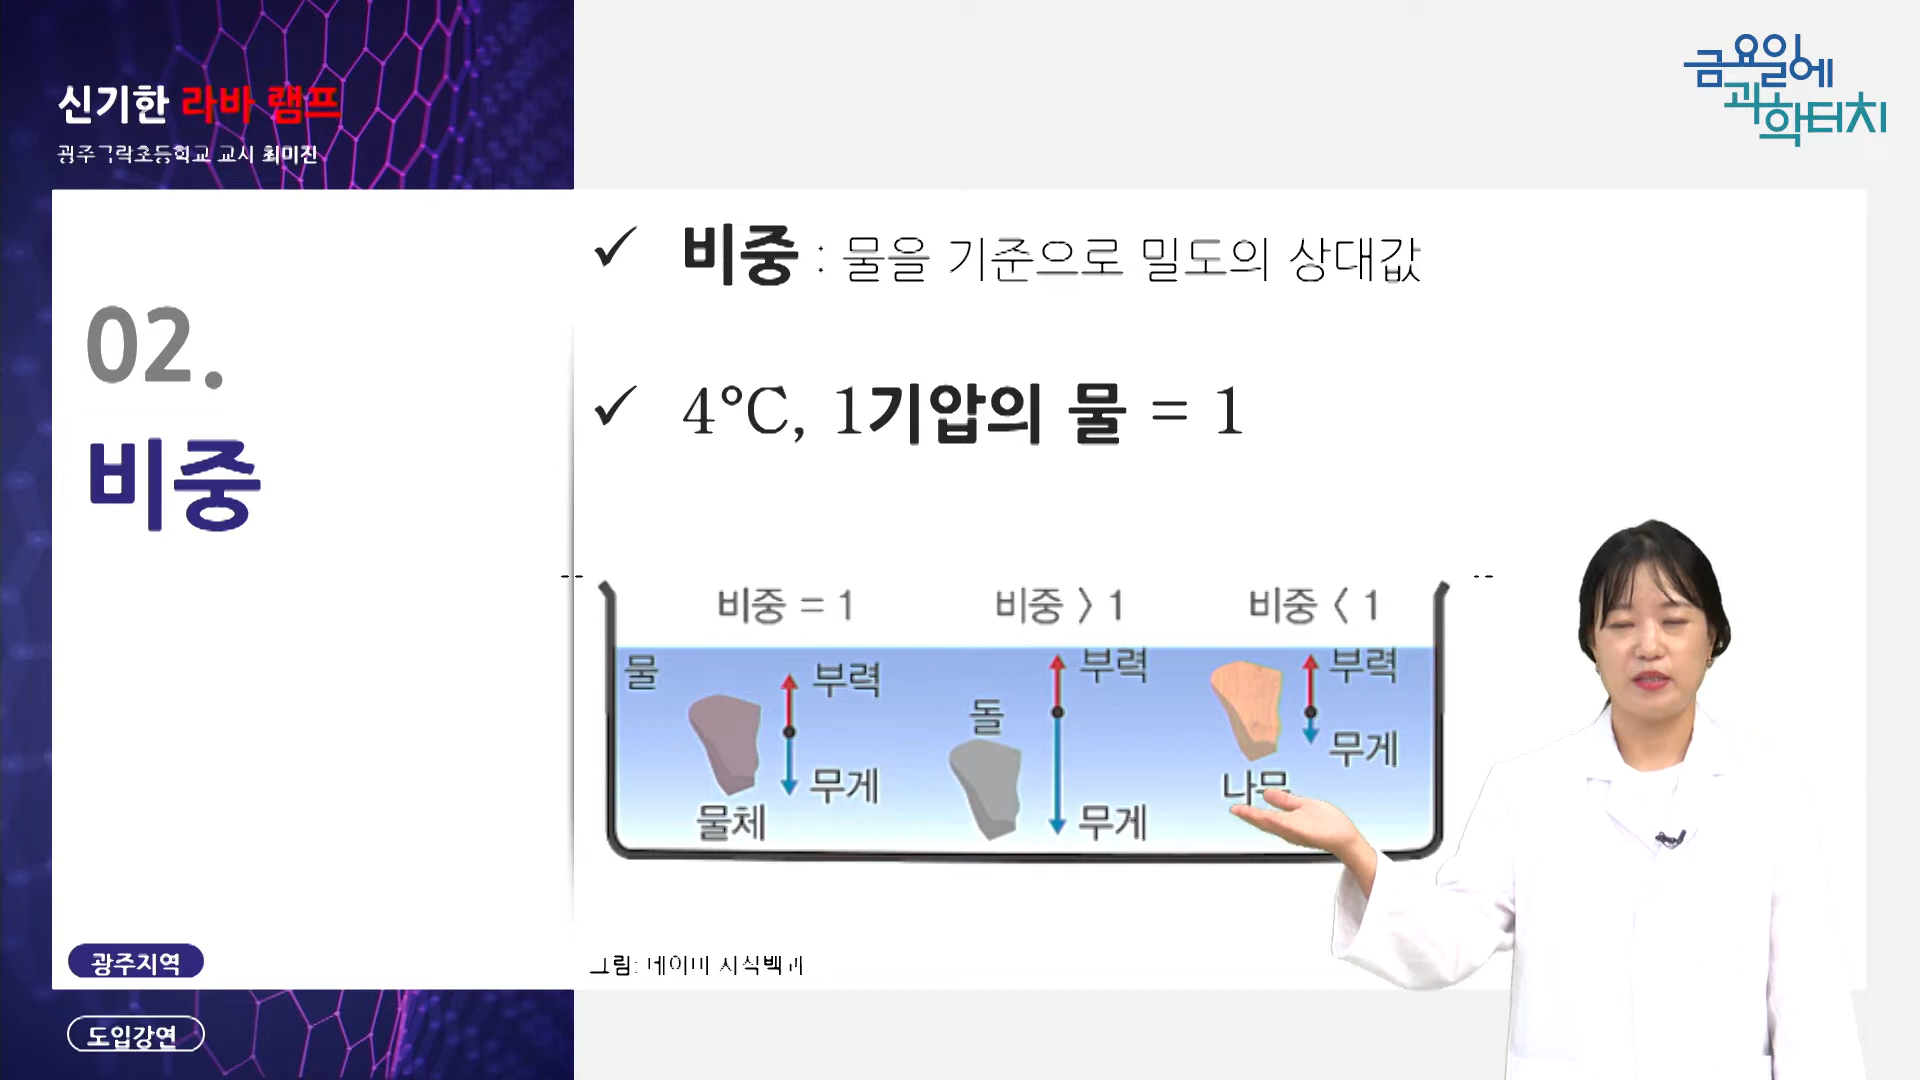 신기한 라바 램프
광주극락초등학교 교사 최미진
금요일에
과학터치
02.
비중
✓ 비중 : 물을 기준으로 밀도의 상대값
✓ 4°C, 1기압의 물 = 1
비중 = 1
비중 > 1
비중 < 1
물
부력
무게
물체
돌
부력
무게
부력
무게
나무
그림: 네이버 지식백과
광주지역
도입강연